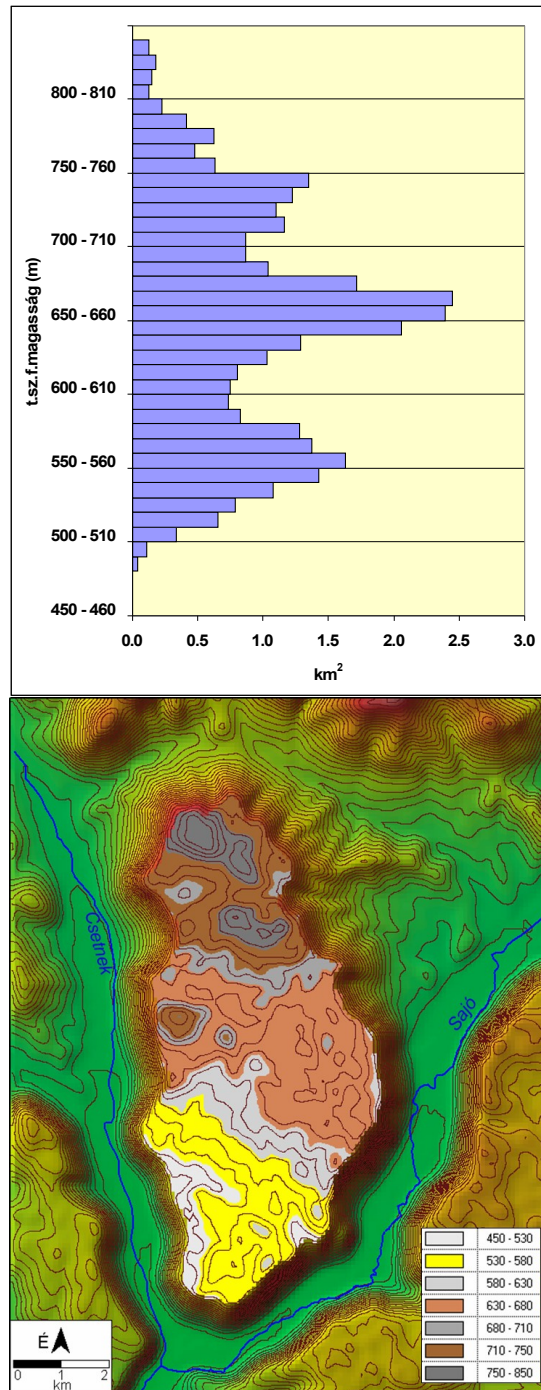 t.sz.f.magasság (m)
800 - 810
750 - 760
700 - 710
650 - 660
600 - 610
550 - 560
500 - 510
450 - 460
0.0 0.5 1.0 1.5 2.0 2.5 3.0
km²
Csetnek
Sajó
450 - 530
530 - 580
580 - 630
630 - 680
680 - 710
710 - 750
750 - 850
É
0 1 2
km